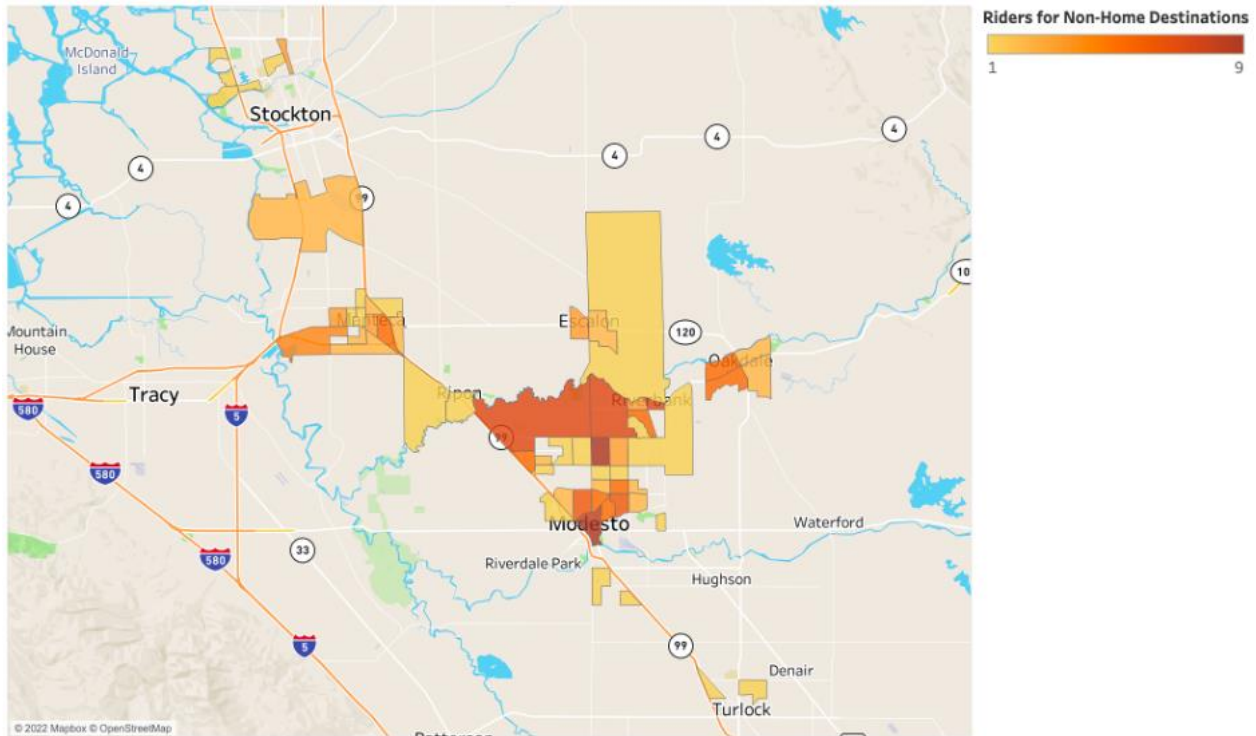 Riders for Non-Home Destinations
1 9
McDonald
Island
Stockton
4
4
4
4
4
99
10
Mountain
House
Manteca
Escalon
120
Oakdale
Tracy
Ripon
Riverbank
580
5
99
580
Modesto
Waterford
33
Riverdale Park
580
Hughson
5
99
Denair
Turlock
Patterson
© 2022 Mapbox © OpenStreetMap